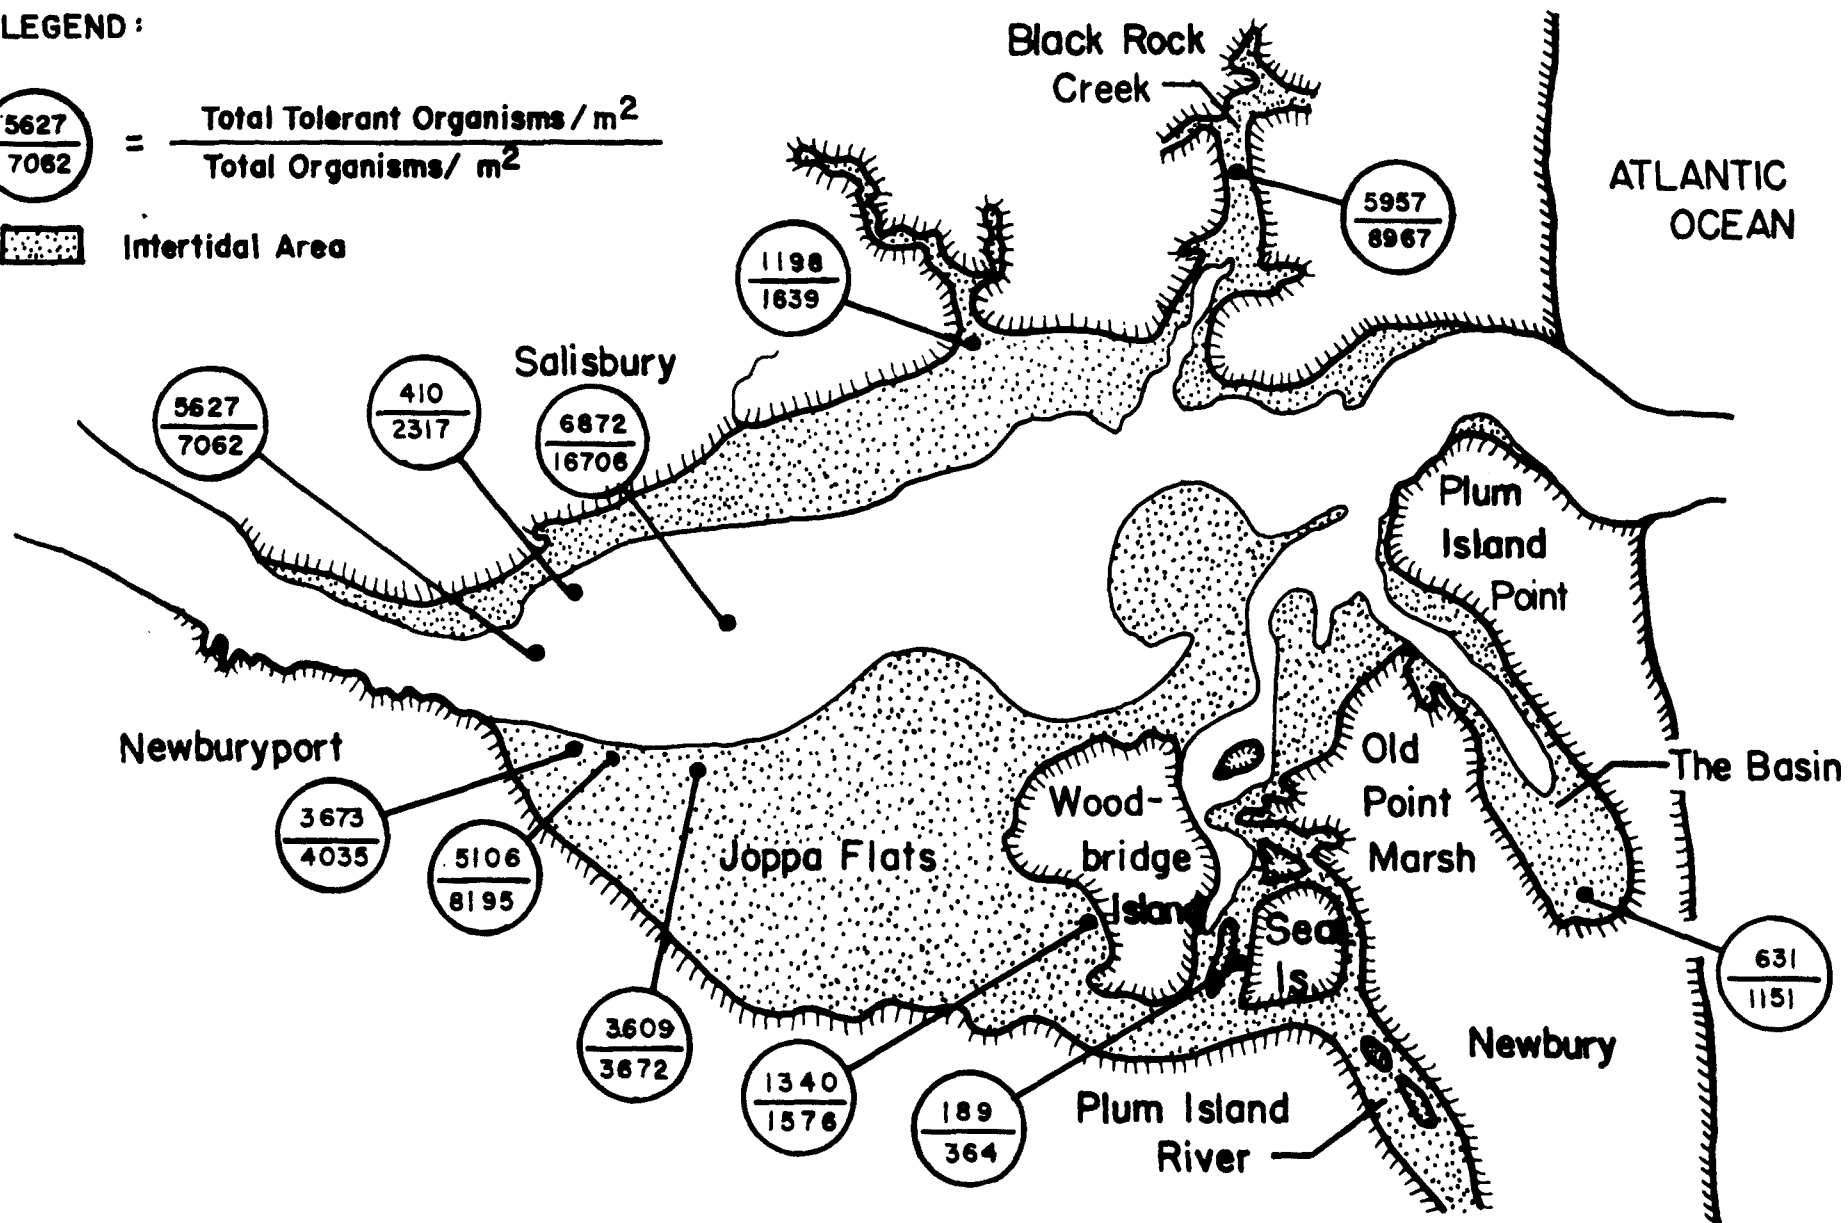 LEGEND:
5627
7062
=
Total Tolerant Organisms/m²
Total Organisms/ m²
Intertidal Area
Black Rock
Creek
ATLANTIC
OCEAN
5957
8967
1198
1639
Salisbury
5627
7062
410
2317
6872
16706
Plum
Island
Point
Newburyport
3673
4035
5106
8195
Joppa Flats
Wood-
bridge
Island
Old
Point
Marsh
The Basin
Seal
Is.
3609
3672
1340
1576
189
364
631
1151
Newbury
Plum Island
River